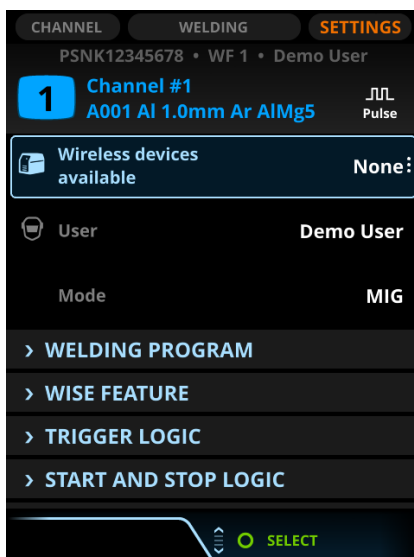 CHANNEL WELDING SETTINGS
PSNK12345678 • WF 1 • Demo User
1 Channel #1
A001 Al 1.0mm Ar AlMg5 Pulse
Wireless devices
available None
User Demo User
Mode MIG
› WELDING PROGRAM
› WISE FEATURE
› TRIGGER LOGIC
› START AND STOP LOGIC
SELECT